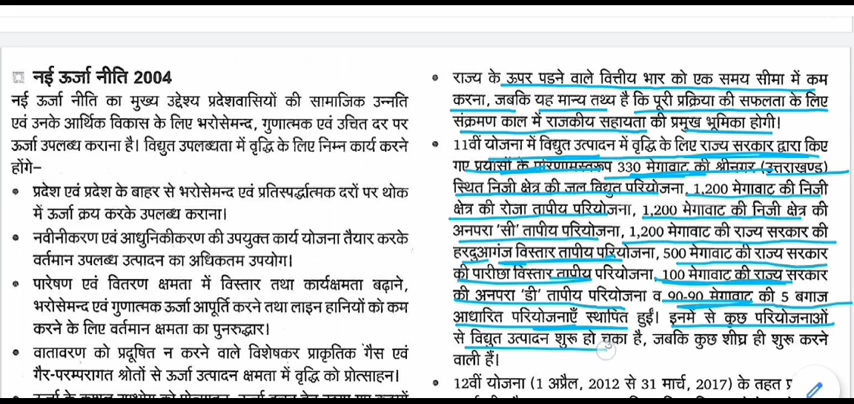 नई ऊर्जा नीति 2004
नई ऊर्जा नीति का मुख्य उद्देश्य प्रदेशवासियों की सामाजिक उन्नति
एवं उनके आर्थिक विकास के लिए भरोसेमन्द, गुणात्मक एवं उचित दर पर
ऊर्जा उपलब्ध कराना है। विद्युत उपलब्धता में वृद्धि के लिए निम्न कार्य करने
होंगे–
• प्रदेश एवं प्रदेश के बाहर से भरोसेमन्द एवं प्रतिस्पर्द्धात्मक दरों पर थोक
में ऊर्जा क्रय करके उपलब्ध कराना।
• नवीनीकरण एवं आधुनिकीकरण की उपयुक्त कार्य योजना तैयार करके
वर्तमान उपलब्ध उत्पादन का अधिकतम उपयोग।
• पारेषण एवं वितरण क्षमता में विस्तार तथा कार्यक्षमता बढ़ाने,
भरोसेमन्द एवं गुणात्मक ऊर्जा आपूर्ति करने तथा लाइन हानियों को कम
करने के लिए वर्तमान क्षमता का पुनरुद्धार।
• वातावरण को प्रदूषित न करने वाले विशेषकर प्राकृतिक गैस एवं
गैर-परम्परागत श्रोतों से ऊर्जा उत्पादन क्षमता में वृद्धि को प्रोत्साहन।
• राज्य के ऊपर पडने वाले वित्तीय भार को एक समय सीमा में कम
करना, जबकि यह मान्य तथ्य है कि पूरी प्रक्रिया की सफलता के लिए
संक्रमण काल में राजकीय सहायता की प्रमुख भूमिका होगी।
• 11वीं योजना में विद्युत उत्पादन में वृद्धि के लिए राज्य सरकार द्वारा किए
गए प्रयासों के परिणामस्वरूप 330 मेगावाट की श्रीनगर (उत्तराखण्ड)
स्थित निजी क्षेत्र की जल विद्युत परियोजना, 1,200 मेगावाट की निजी
क्षेत्र की रोजा तापीय परियोजना, 1,200 मेगावाट की निजी क्षेत्र की
अनपरा 'सी' तापीय परियोजना, 1,200 मेगावाट की राज्य सरकार की
हरदुआगंज विस्तार तापीय परियोजना, 500 मेगावाट की राज्य सरकार
की पारीछा विस्तार तापीय परियोजना, 100 मेगावाट की राज्य सरकार
की अनपरा 'डी' तापीय परियोजना व 90-90 मेगावाट की 5 बगाज
आधारित परियोजनाएँ स्थापित हुईं। इनमें से कुछ परियोजनाओं
से विद्युत उत्पादन शुरू हो चुका है, जबकि कुछ शीघ्र ही शुरू करने
वाली हैं।
• 12वीं योजना (1 अप्रैल, 2012 से 31 मार्च, 2017) के तहत